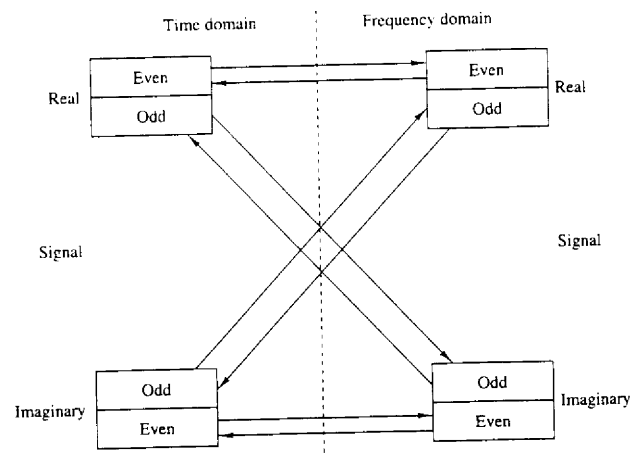 Time domain
Frequency domain
Real
Even
Odd
Even
Odd
Real
Signal
Signal
Imaginary
Odd
Even
Odd
Even
Imaginary